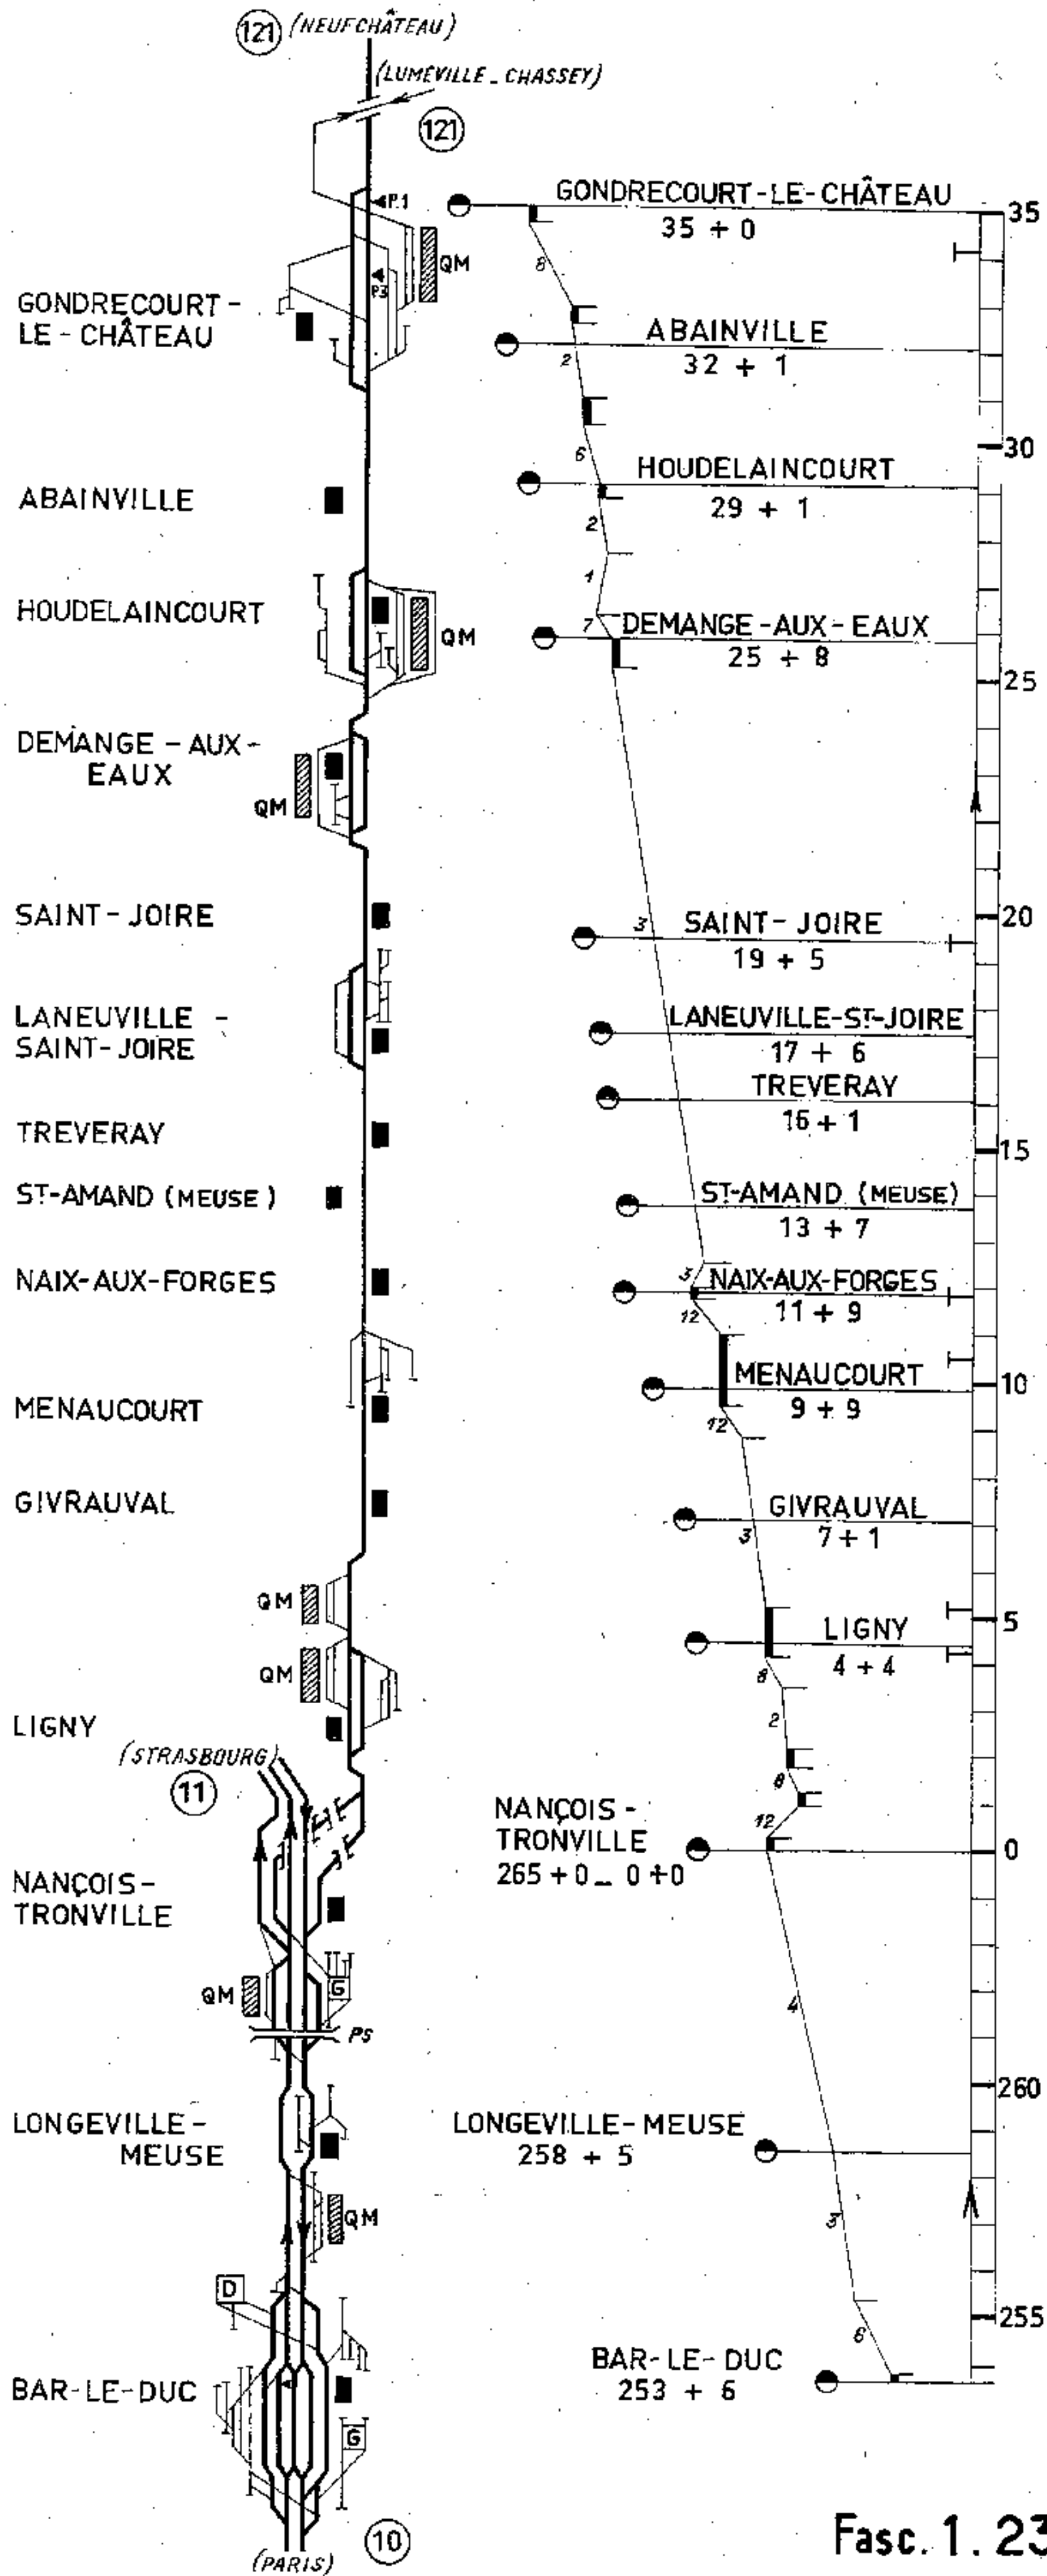 121 (NEUFCHÂTEAU)
(LUMÉVILLE_CHASSEY)
121
P.1
QM
P3
GONDRECOURT-
LE-CHÂTEAU
ABAINVILLE
HOUDELAINCOURT
QM
DEMANGE-AUX-
EAUX
QM
SAINT-JOIRE
LANEUVILLE-
SAINT-JOIRE
TREVERAY
ST-AMAND (MEUSE)
NAIX-AUX-FORGES
MENAUCOURT
GIVRAUVAL
QM
QM
LIGNY
(STRASBOURG)
11
NANÇOIS-
TRONVILLE
QM
G
PS
LONGEVILLE-
MEUSE
QM
D
BAR-LE-DUC
G
10
(PARIS)
GONDRECOURT-LE-CHÂTEAU
35 + 0
35
8
ABAINVILLE
32 + 1
2
30
6
HOUDELAINCOURT
29 + 1
2
1
7
DEMANGE-AUX-EAUX
25 + 8
25
20
3
SAINT-JOIRE
19 + 5
LANEUVILLE-ST-JOIRE
17 + 6
TREVERAY
16 + 1
15
ST-AMAND (MEUSE)
13 + 7
3
NAIX-AUX-FORGES
11 + 9
12
MENAUCOURT
9 + 9
10
12
GIVRAUVAL
7 + 1
3
5
LIGNY
4 + 4
8
2
8
12
NANÇOIS-
TRONVILLE
265 + 0 _ 0 + 0
0
4
260
LONGEVILLE-MEUSE
258 + 5
3
255
6
BAR-LE-DUC
253 + 6
Fasc. 1. 23